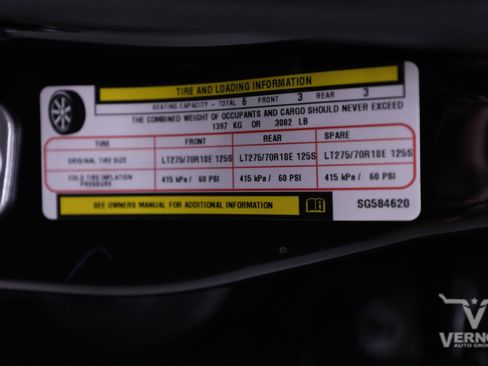 TIRE AND LOADING INFORMATION
SEATING CAPACITY - TOTAL 6 FRONT 3 REAR 3
THE COMBINED WEIGHT OF OCCUPANTS AND CARGO SHOULD NEVER EXCEED
1397 KG OR 3082 LB
TIRE FRONT REAR SPARE
ORIGINAL TIRE SIZE LT275/70R18E 125S LT275/70R18E 125S LT275/70R18E 125S
COLD TIRE INFLATION PRESSURE 415 kPa / 60 PSI 415 kPa / 60 PSI 415 kPa / 60 PSI
SEE OWNERS MANUAL FOR ADDITIONAL INFORMATION SG584620
AUTO GROUP